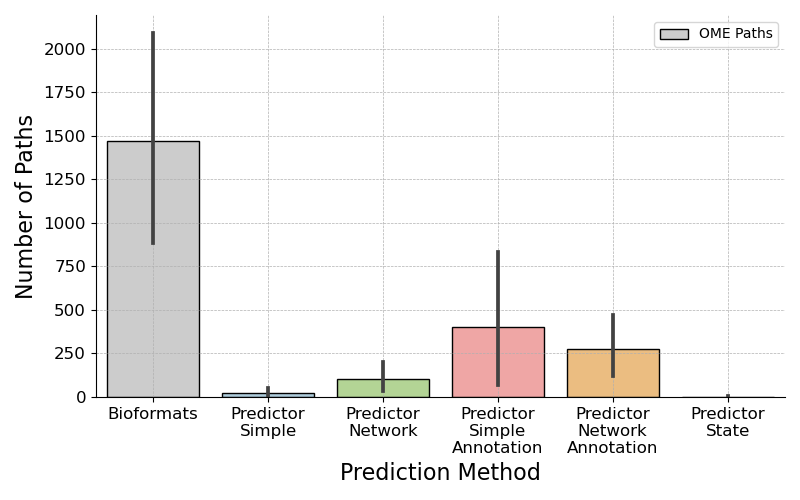 Number of Paths
2000
1750
1500
1250
1000
750
500
250
0
OME Paths
Bioformats
Predictor
Simple
Predictor
Network
Predictor
Simple
Annotation
Predictor
Network
Annotation
Predictor
State
Prediction Method